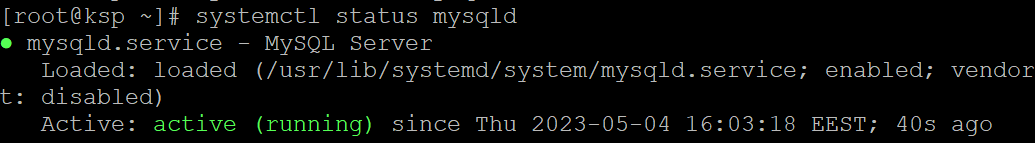 [root@ksp ~]# systemctl status mysqld
● mysqld.service - MySQL Server
Loaded: loaded (/usr/lib/systemd/system/mysqld.service; enabled; vendor
t: disabled)
Active: active (running) since Thu 2023-05-04 16:03:18 EEST; 40s ago